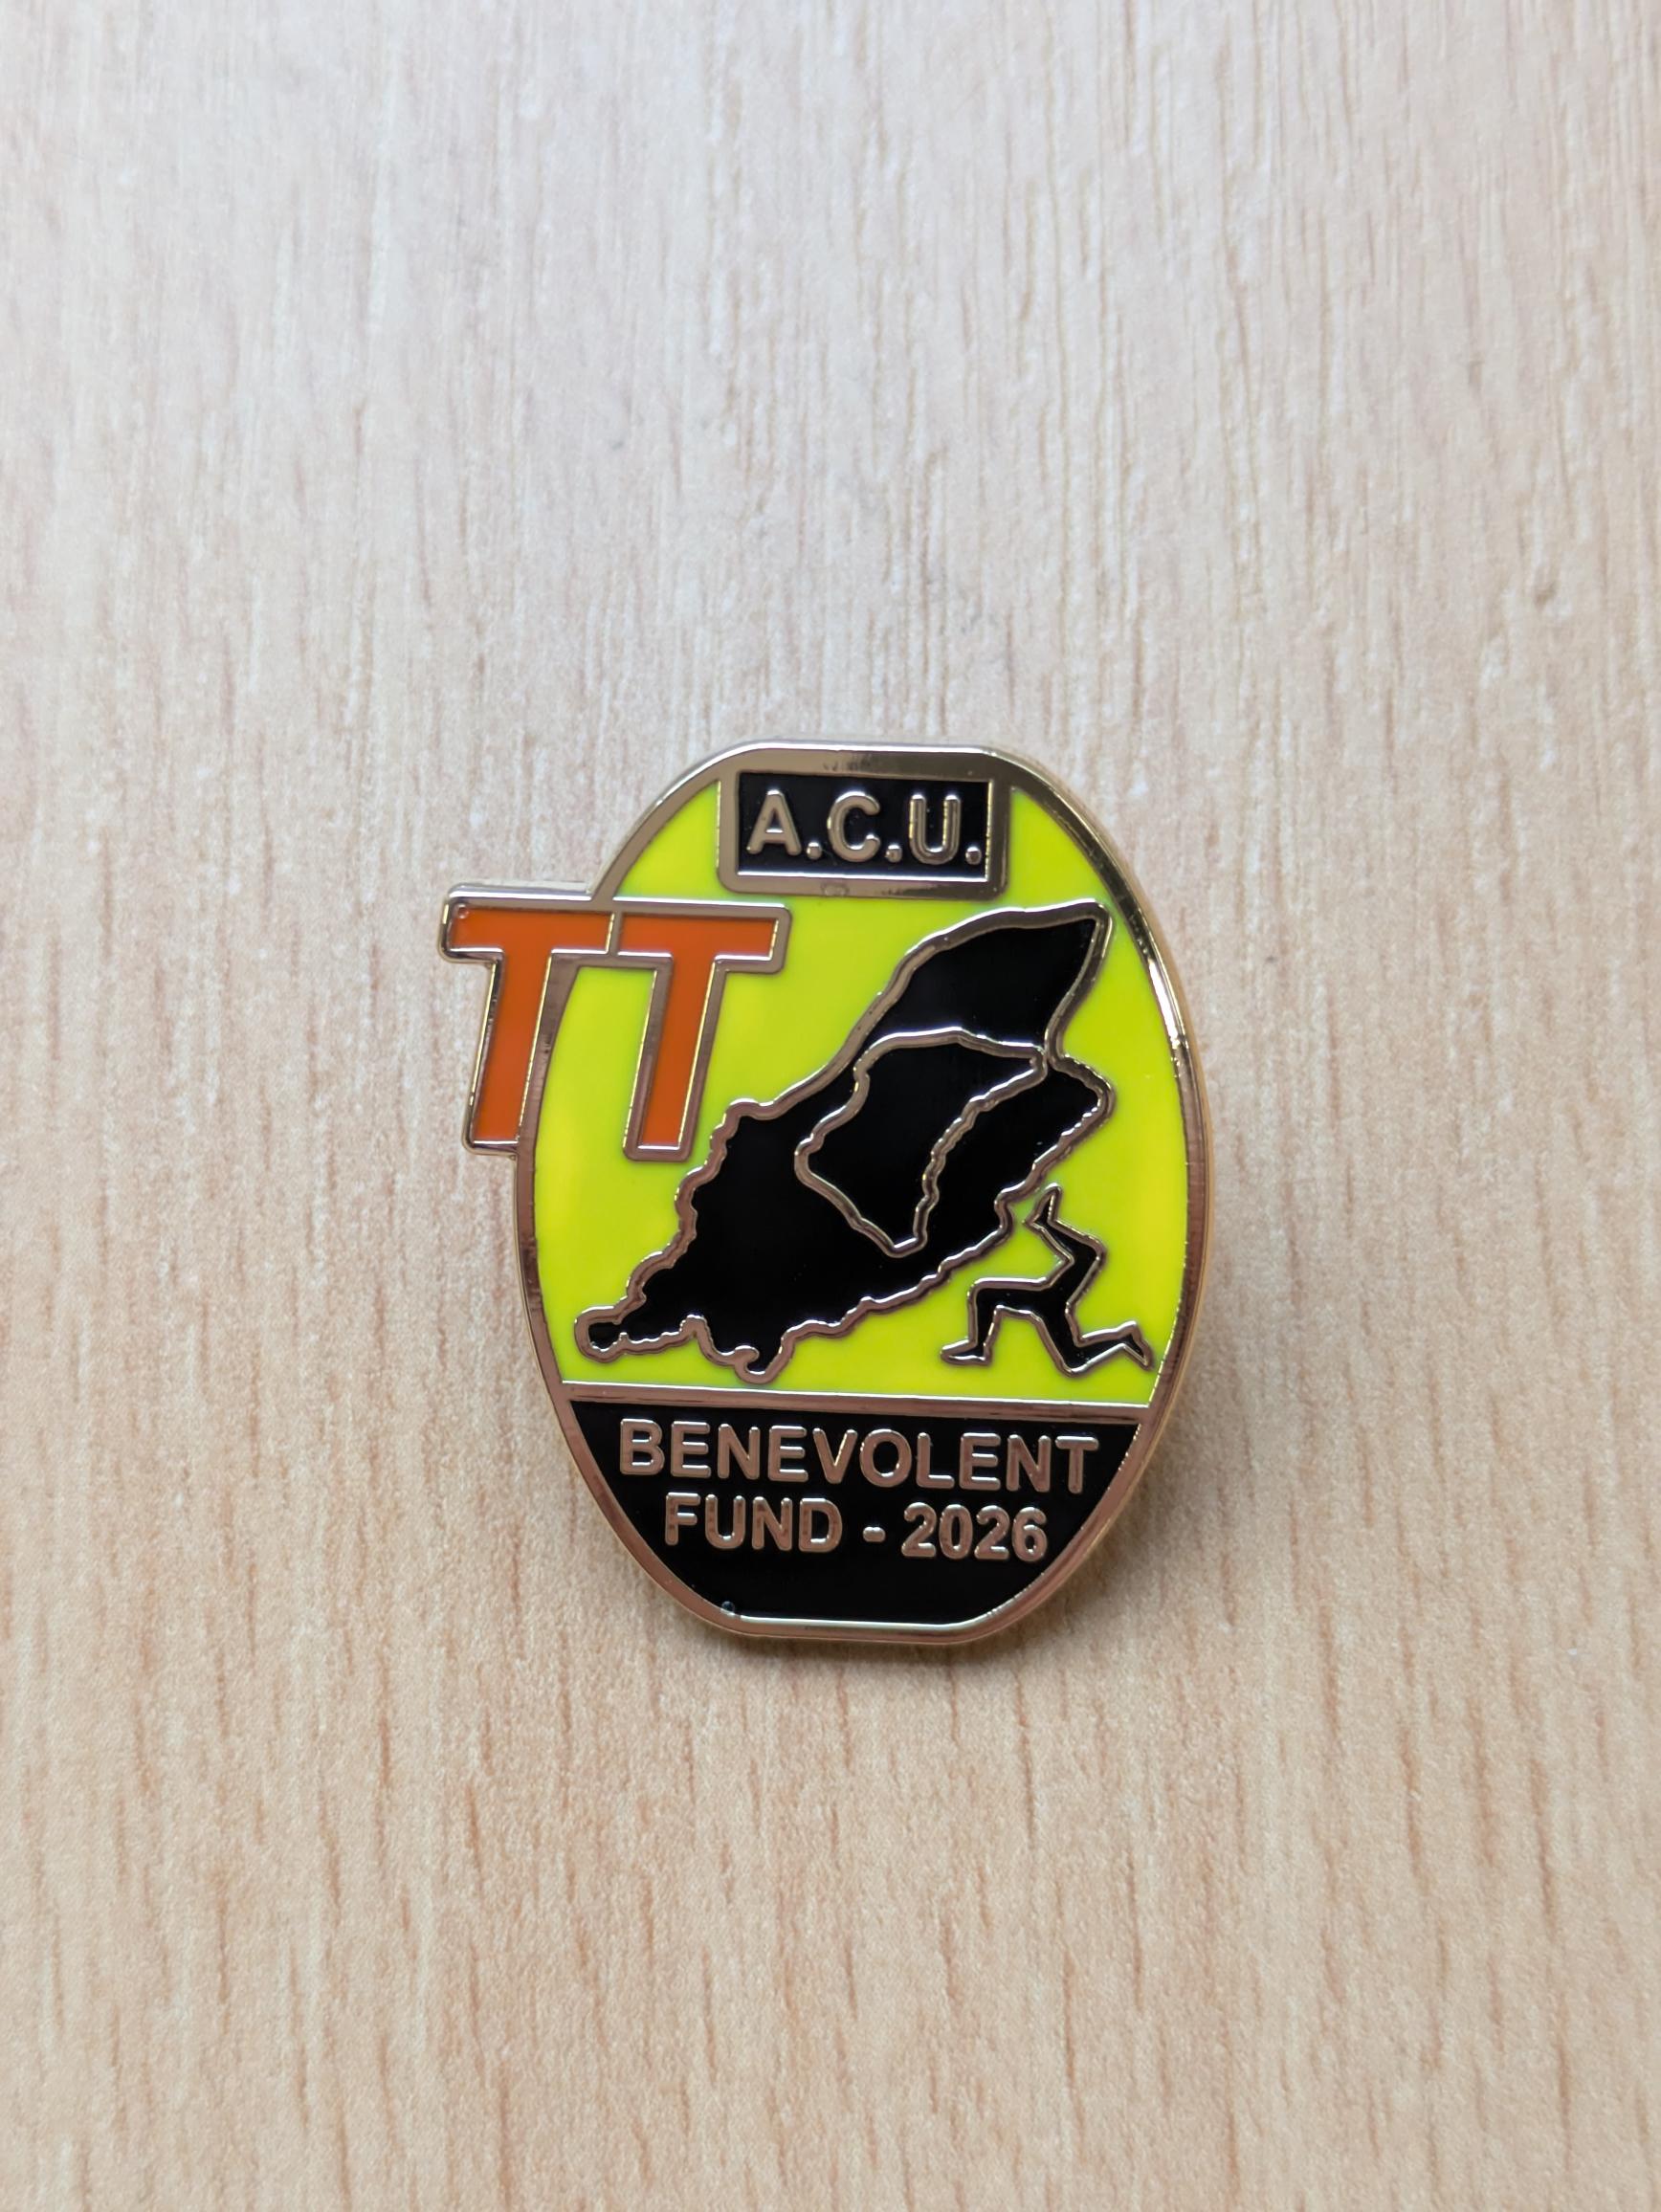 A.C.U.
TT
BENEVOLENT
FUND - 2026